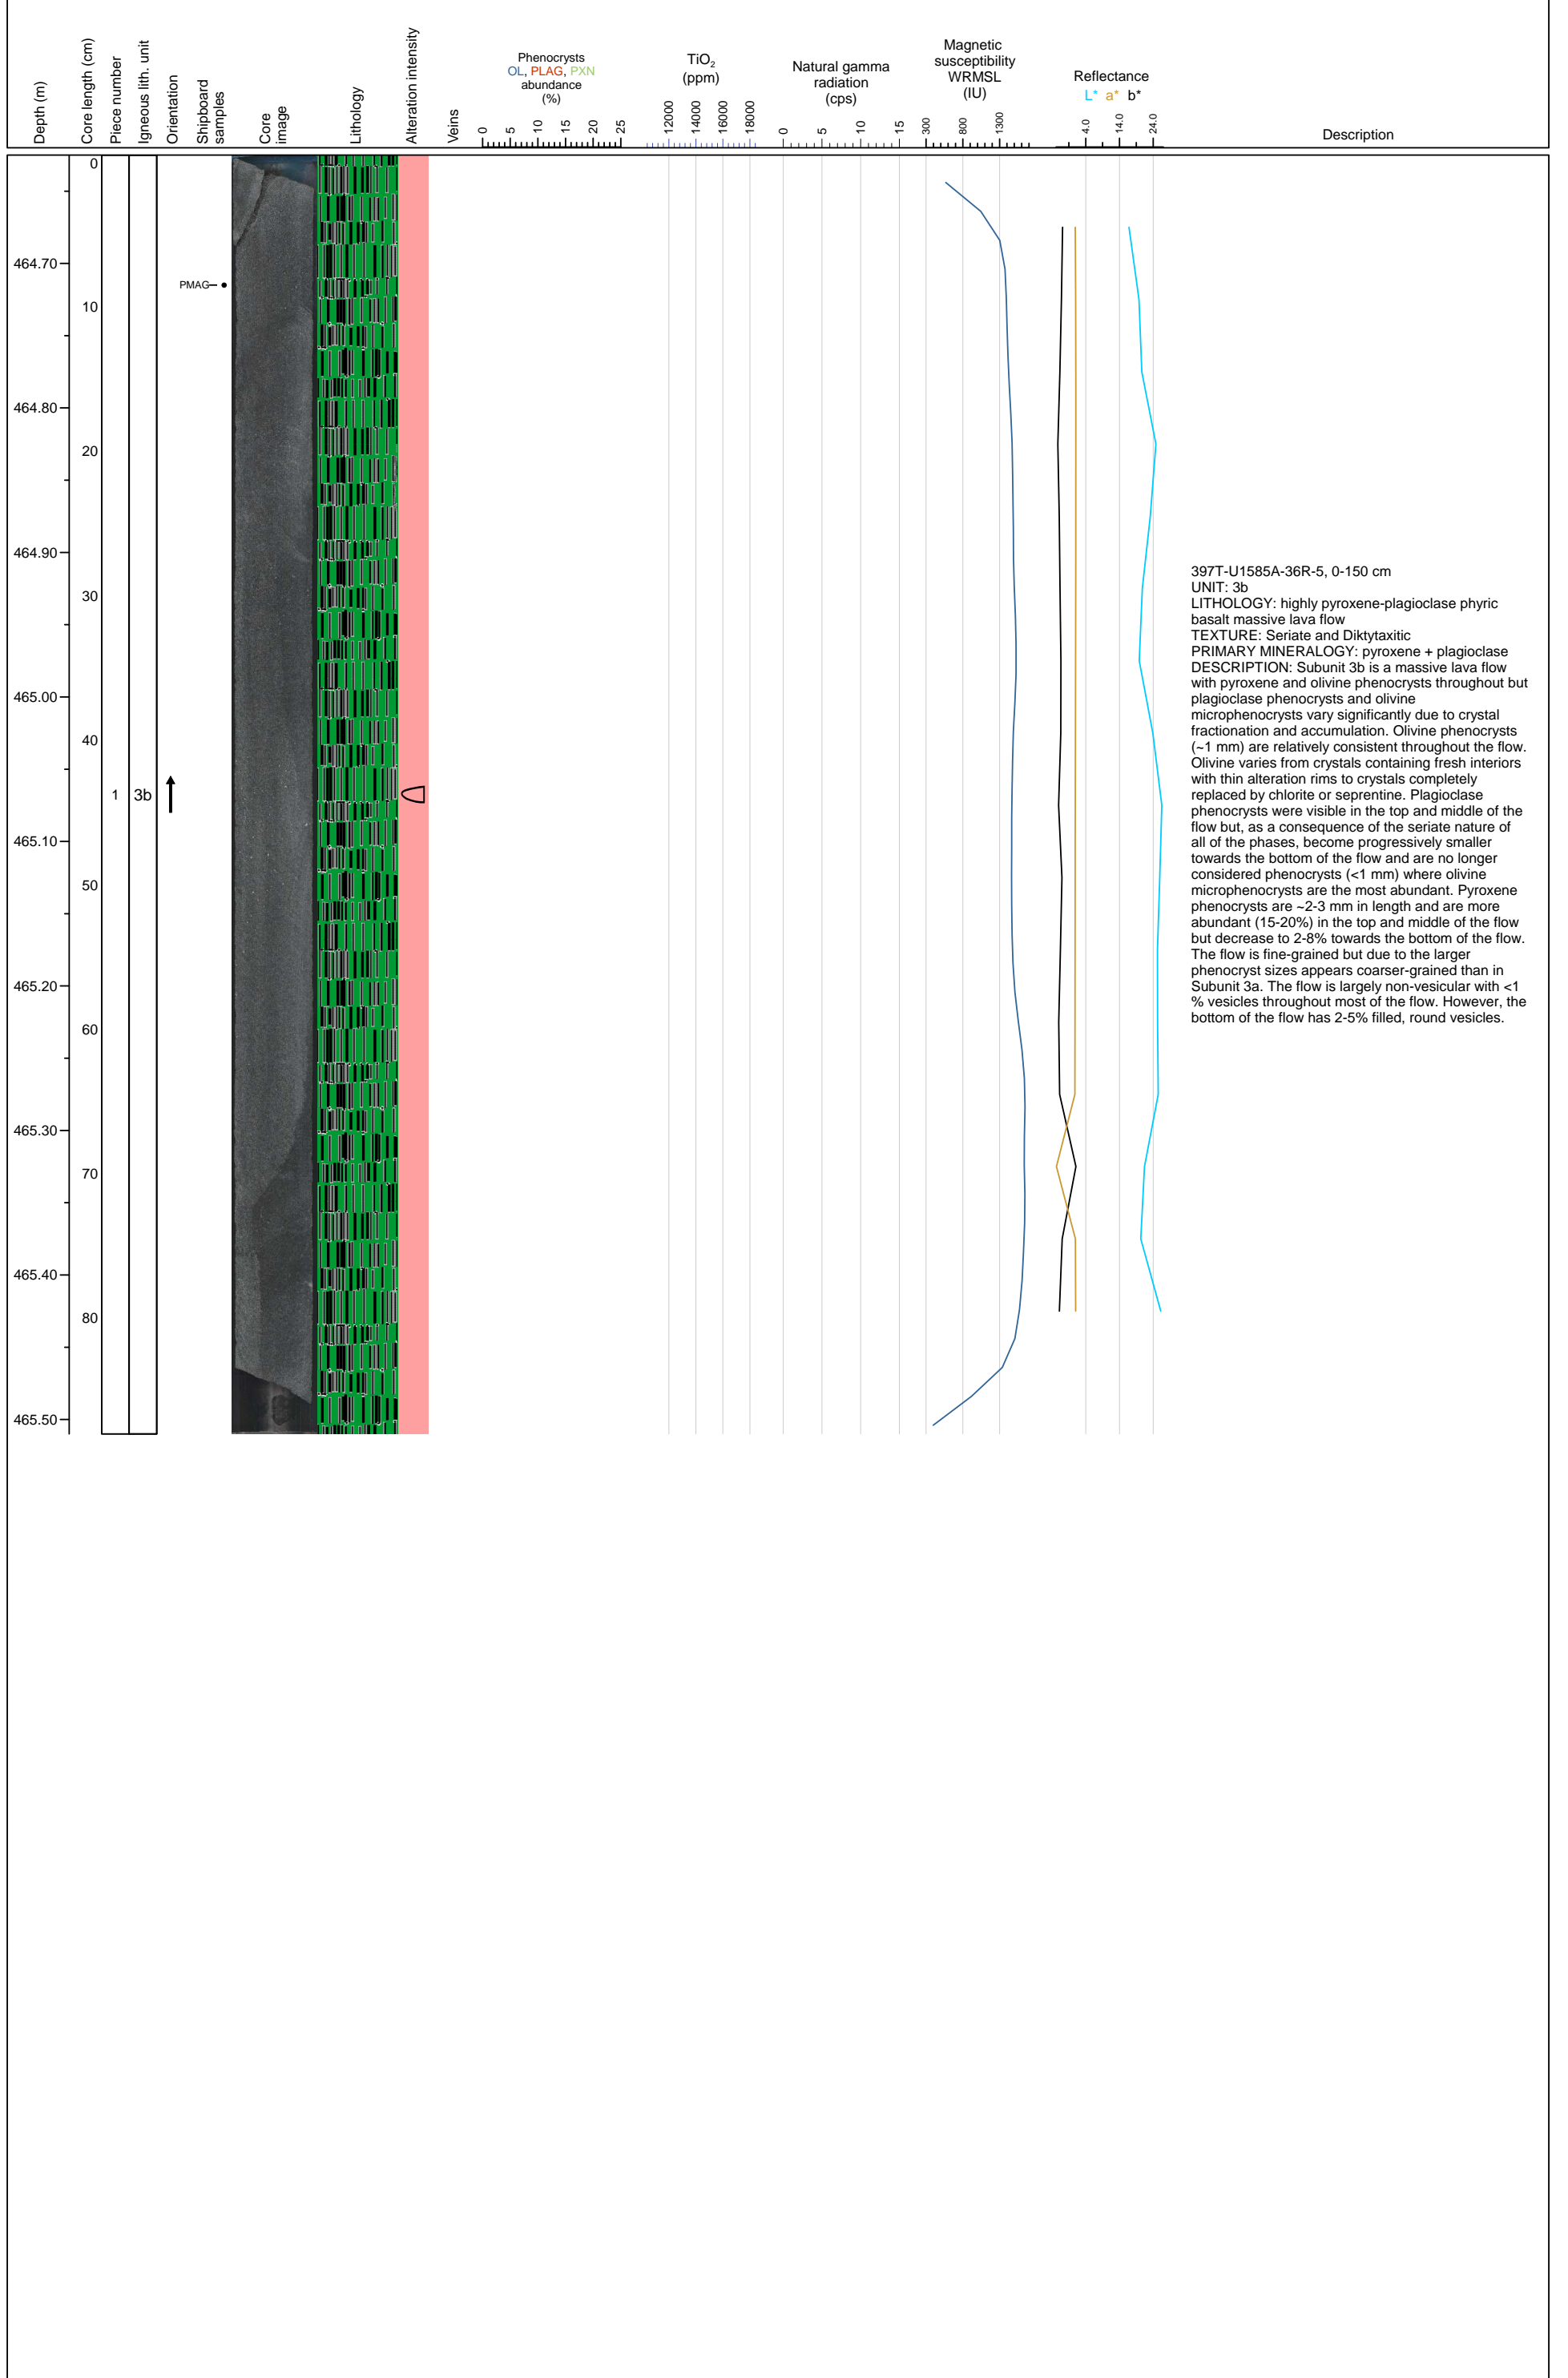 Depth (m)
Core length (cm)
Piece number
Igneous lith. unit
Orientation
Shipboard
samples
Core
image
Lithology
Alteration intensity
Veins
Phenocrysts
OL, PLAG, PXN
abundance
(%)
0 5 10 15 20 25
TiO2
(ppm)
12000 14000 16000 18000
Natural gamma
radiation
(cps)
0 5 10 15
Magnetic
susceptibility
WRMSL
(IU)
300 800 1300
Reflectance
L* a* b*
4.0 14.0 24.0
Description
0
464.70
PMAG
10
464.80
20
464.90
30
465.00
40
1 3b
465.10
50
465.20
60
465.30
70
465.40
80
465.50
397T-U1585A-36R-5, 0-150 cm
UNIT: 3b
LITHOLOGY: highly pyroxene-plagioclase phyric
basalt massive lava flow
TEXTURE: Seriate and Diktytaxitic
PRIMARY MINERALOGY: pyroxene + plagioclase
DESCRIPTION: Subunit 3b is a massive lava flow
with pyroxene and olivine phenocrysts throughout but
plagioclase phenocrysts and olivine
microphenocrysts vary significantly due to crystal
fractionation and accumulation. Olivine phenocrysts
(~1 mm) are relatively consistent throughout the flow.
Olivine varies from crystals containing fresh interiors
with thin alteration rims to crystals completely
replaced by chlorite or seprentine. Plagioclase
phenocrysts were visible in the top and middle of the
flow but, as a consequence of the seriate nature of
all of the phases, become progressively smaller
towards the bottom of the flow and are no longer
considered phenocrysts (<1 mm) where olivine
microphenocrysts are the most abundant. Pyroxene
phenocrysts are ~2-3 mm in length and are more
abundant (15-20%) in the top and middle of the flow
but decrease to 2-8% towards the bottom of the flow.
The flow is fine-grained but due to the larger
phenocryst sizes appears coarser-grained than in
Subunit 3a. The flow is largely non-vesicular with <1
% vesicles throughout most of the flow. However, the
bottom of the flow has 2-5% filled, round vesicles.